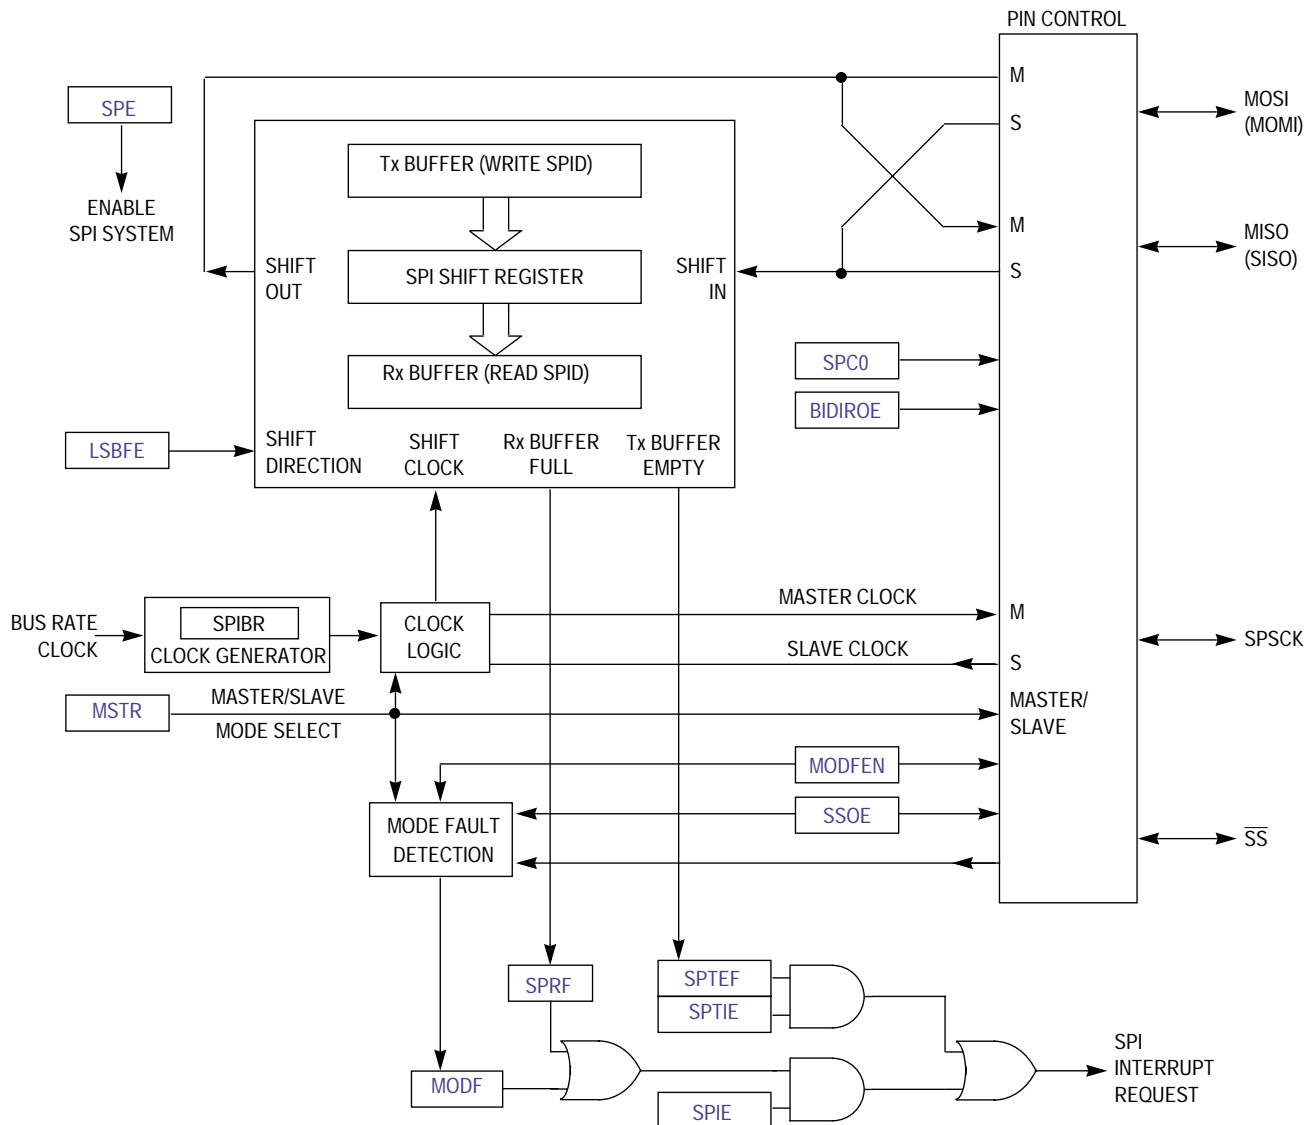 PIN CONTROL
M
SPE
MOSI
(MOMI)
S
Tx BUFFER (WRITE SPID)
ENABLE
SPI SYSTEM
M
MISO
(SISO)
SHIFT
OUT
SPI SHIFT REGISTER
SHIFT
IN
S
SPC0
Rx BUFFER (READ SPID)
BIDIROE
LSBFE
SHIFT
DIRECTION
SHIFT
CLOCK
Rx BUFFER
FULL
Tx BUFFER
EMPTY
BUS RATE
CLOCK
SPIBR
CLOCK GENERATOR
CLOCK
LOGIC
MASTER CLOCK
M
SLAVE CLOCK
S
SPSCK
MSTR
MASTER/SLAVE
MODE SELECT
MASTER/
SLAVE
MODFEN
SSOE
MODE FAULT
DETECTION
SS
SPRF
SPTEF
SPTIE
MODF
SPIE
SPI
INTERRUPT
REQUEST